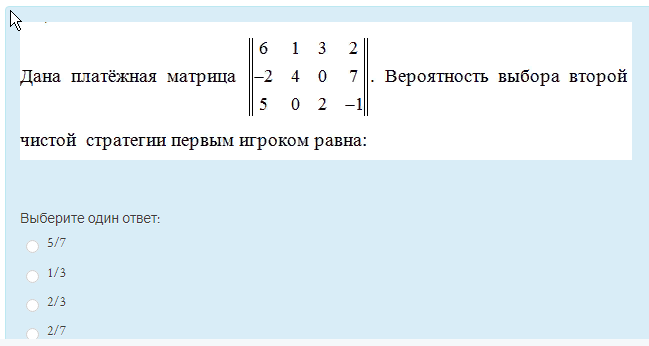 6 1 3 2
Дана платёжная матрица –2 4 0 7 . Вероятность выбора второй
5 0 2 –1
чистой стратегии первым игроком равна:
Выберите один ответ:
5/7
1/3
2/3
2/7